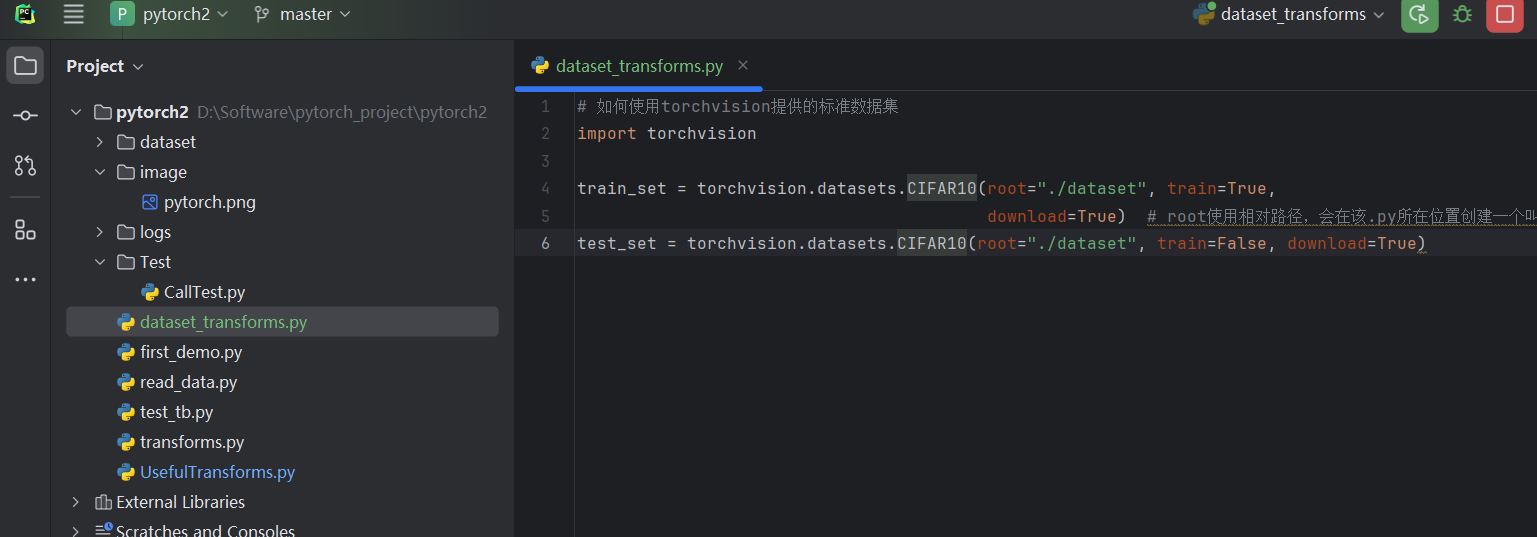 PC
P pytorch2 master dataset_transforms
Project
dataset_transforms.py
pytorch2 D:\Software\pytorch_project\pytorch2
dataset
image
pytorch.png
logs
Test
CallTest.py
dataset_transforms.py
first_demo.py
read_data.py
test_tb.py
transforms.py
UsefulTransforms.py
External Libraries
Scratches and Consoles
1 # 如何使用torchvision提供的标准数据集
2 import torchvision
3
4 train_set = torchvision.datasets.CIFAR10(root="./dataset", train=True,
5 download=True) # root使用相对路径，会在该.py所在位置创建一个叫
6 test_set = torchvision.datasets.CIFAR10(root="./dataset", train=False, download=True)